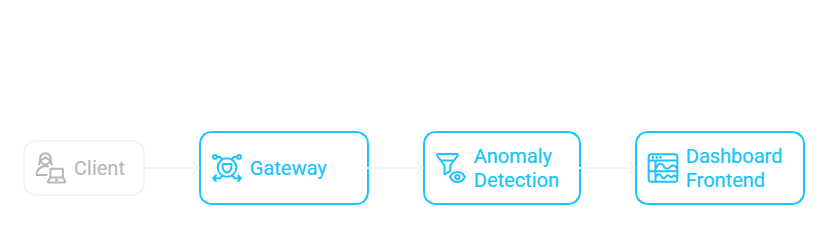 Client
Gateway
Anomaly
Detection
Dashboard
Frontend